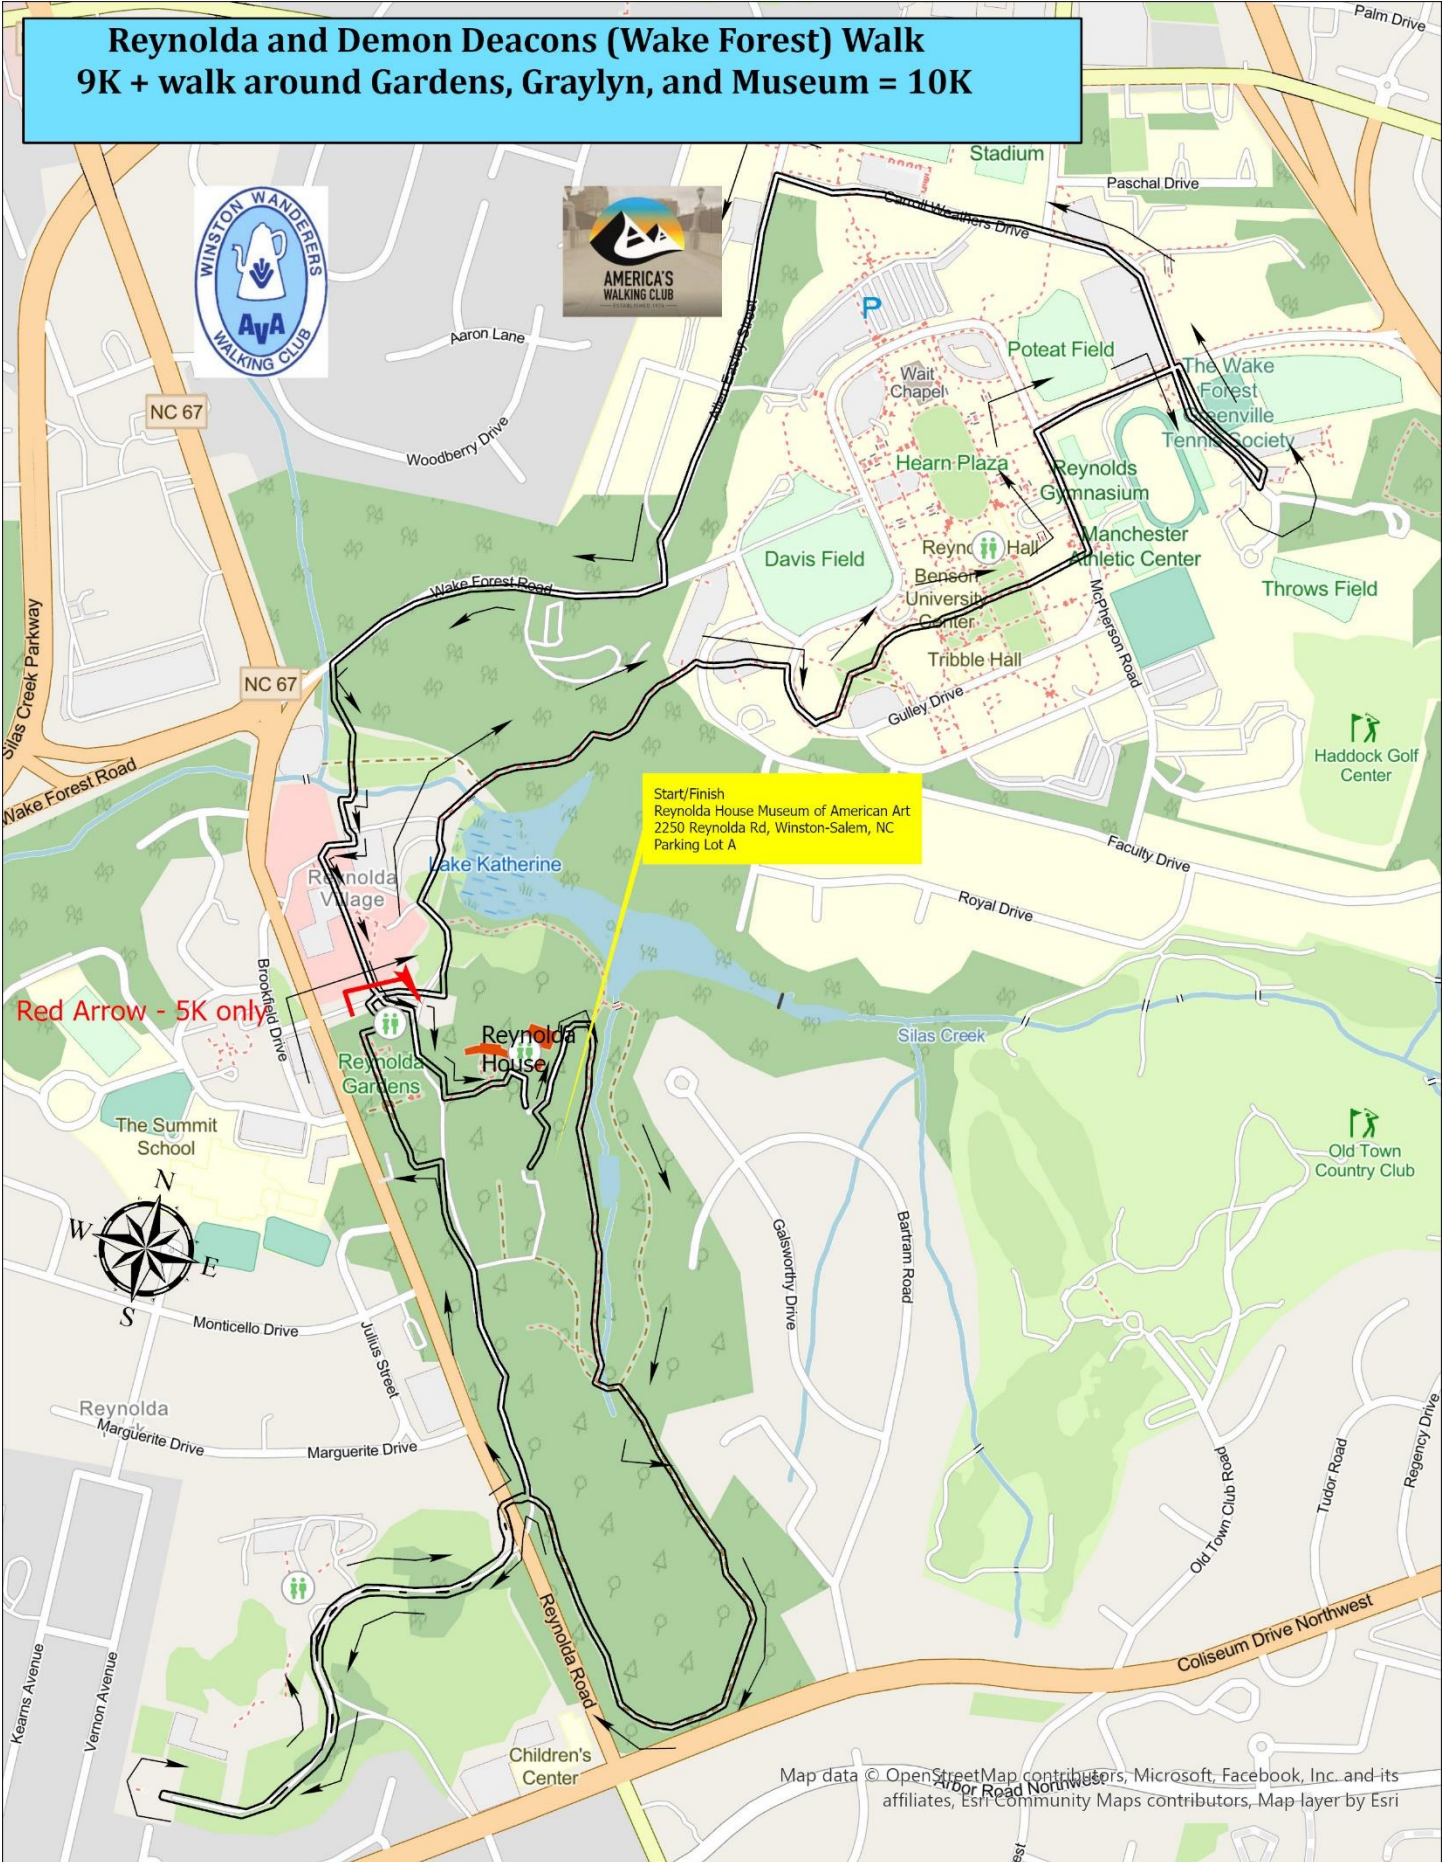 Reynolda and Demon Deacons (Wake Forest) Walk
9K + walk around Gardens, Graylyn, and Museum = 10K
Palm Drive
Stadium
Paschal Drive
WINSTON WANDERERS
AVA
WALKING CLUB
AMERICA'S
WALKING CLUB
Carroll Weathers Drive
Allen Easley Street
P
Aaron Lane
Poteat Field
Wait
Chapel
The Wake
Forest
Greenville
Tennis Society
NC 67
Woodberry Drive
Hearn Plaza
Reynolds
Gymnasium
Manchester
Athletic Center
Davis Field
Hall
Benson
University
Center
Throws Field
Wake Forest Road
McPherson Road
Silas Creek Parkway
Tribble Hall
NC 67
Gulley Drive
Haddock Golf
Center
Wake Forest Road
Start/Finish
Reynolda House Museum of American Art
2250 Reynolda Rd, Winston-Salem, NC
Parking Lot A
Faculty Drive
Lake Katherine
Reynolda
Village
Royal Drive
Brookfield Drive
Red Arrow - 5K only
Silas Creek
Reynolda
House
Reynolda
Gardens
The Summit
School
Old Town
Country Club
N
W
E
S
Galsworthy Drive
Bartram Road
Monticello Drive
Julius Street
Reynolda
Marguerite Drive
Marguerite Drive
Regency Drive
Tudor Road
Old Town Club Road
Reynolda Road
Coliseum Drive Northwest
Kearns Avenue
Vernon Avenue
Children's
Center
Arbor Road Northwest
Map data © OpenStreetMap contributors, Microsoft, Facebook, Inc. and its
affiliates, Esri Community Maps contributors, Map layer by Esri
est